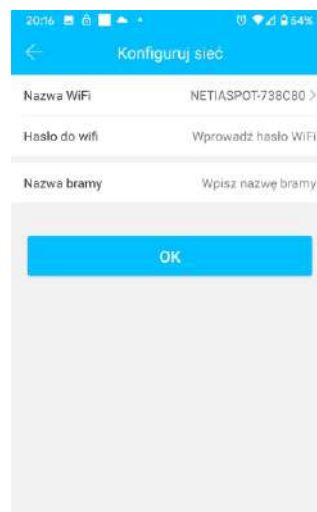 20:16 54%
Konfiguruj sieć
Nazwa WiFi NETIASPOT-738C80 >
Hasło do wifi Wprowadź hasło WiFi
Nazwa bramy Wpisz nazwę bramy
OK